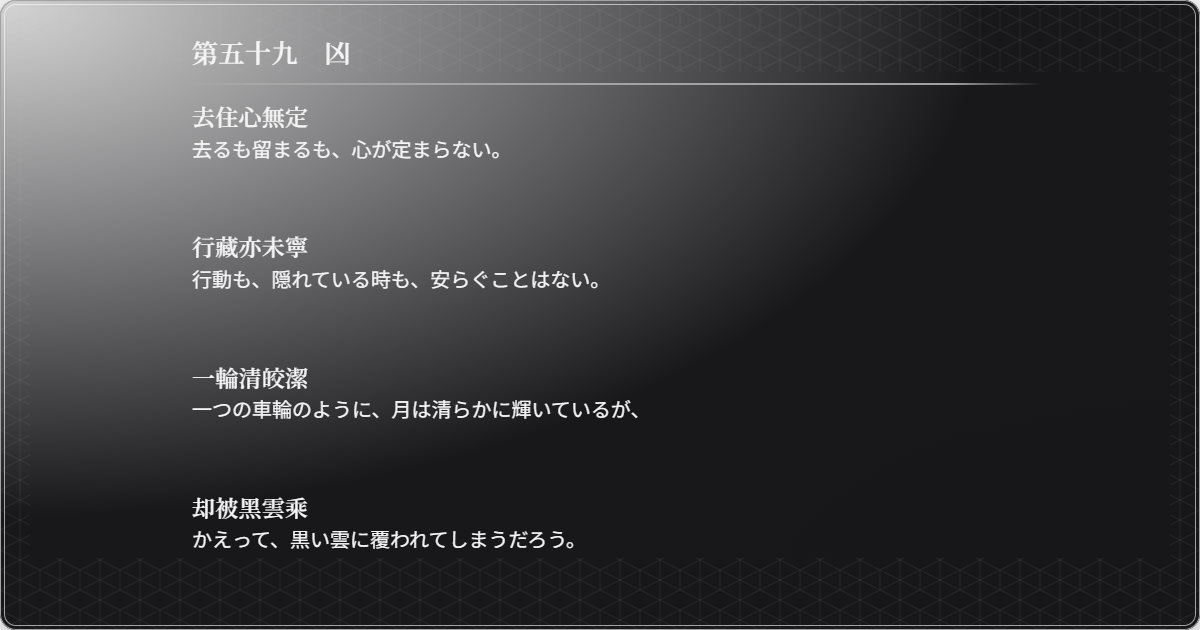 第五十九　凶
去住心無定
去るも留まるも、心が定まらない。
行藏亦未寧
行動も、隠れている時も、安らぐことはない。
一輪清皎潔
一つの車輪のように、月は清らかに輝いているが、
却被黒雲乘
かえって、黒い雲に覆われてしまうだろう。